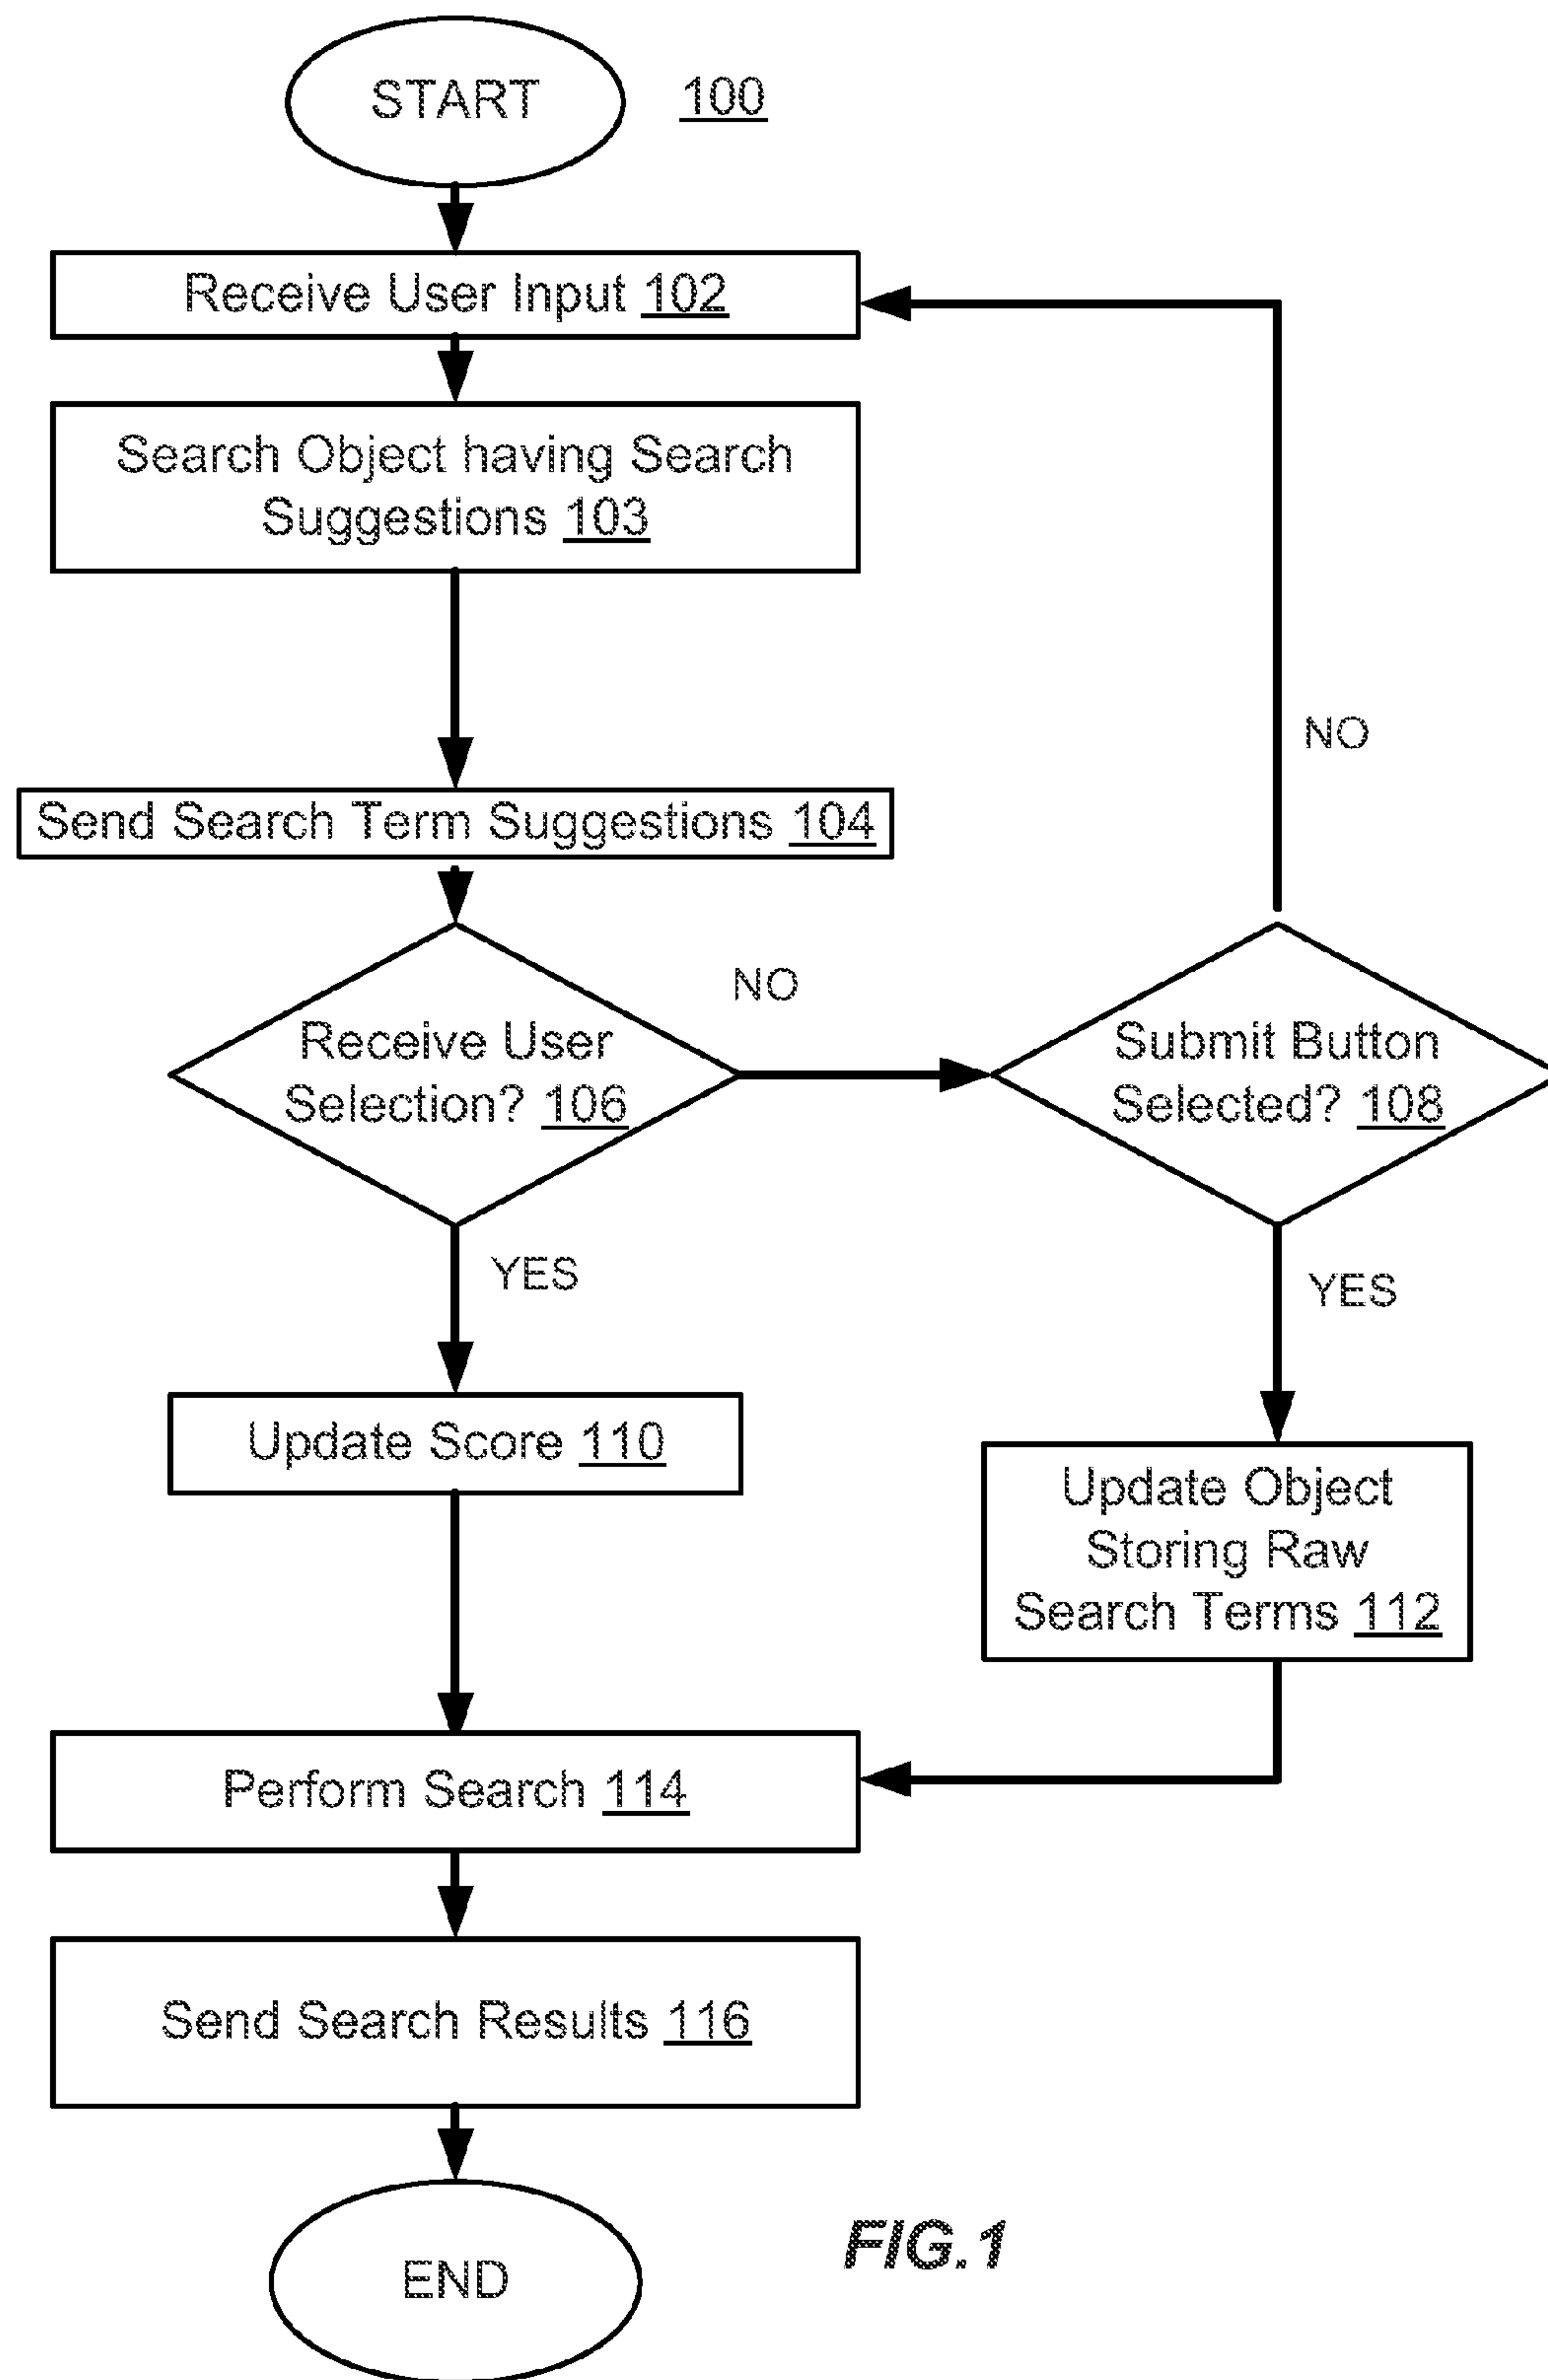 START
100
Receive User Input 102
Search Object having Search
Suggestions 103
NO
Send Search Term Suggestions 104
NO
Receive User
Selection? 106
Submit Button
Selected? 108
YES
YES
Update Score 110
Update Object
Storing Raw
Search Terms 112
Perform Search 114
Send Search Results 116
FIG.1
END